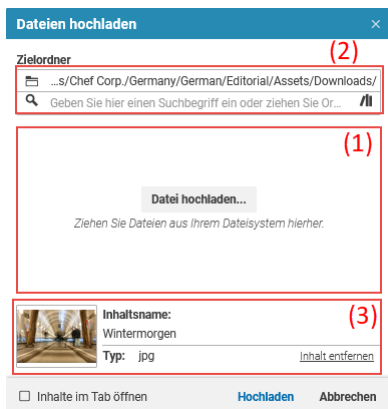 Dateien hochladen ×
(2)
Zielordner
...s/Chef Corp./Germany/German/Editorial/Assets/Downloads/
Geben Sie hier einen Suchbegriff ein oder ziehen Sie Or...
(1)
Datei hochladen...
Ziehen Sie Dateien aus Ihrem Dateisystem hierher.
(3)
Inhaltsname:
Wintermorgen
Typ: jpg Inhalt entfernen
Inhalte im Tab öffnen Hochladen Abbrechen